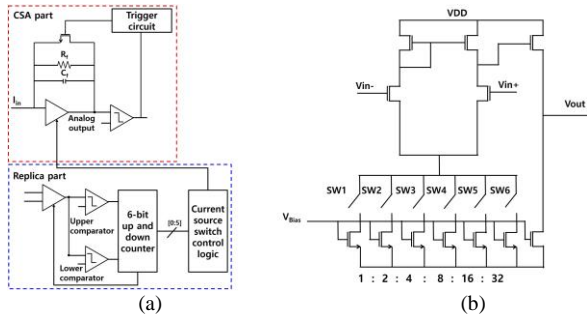 CSA part
Trigger
circuit
Rf
Cf
Iin
Analog
output
Replica part
Upper
comparator
Lower
comparator
6-bit
up and
down
counter
[0:5]
Current
source
switch
control
logic
(a)
VDD
Vin-
Vin+
Vout
SW1 SW2 SW3 SW4 SW5 SW6
VBias
1 : 2 : 4 : 8 : 16 : 32
(b)